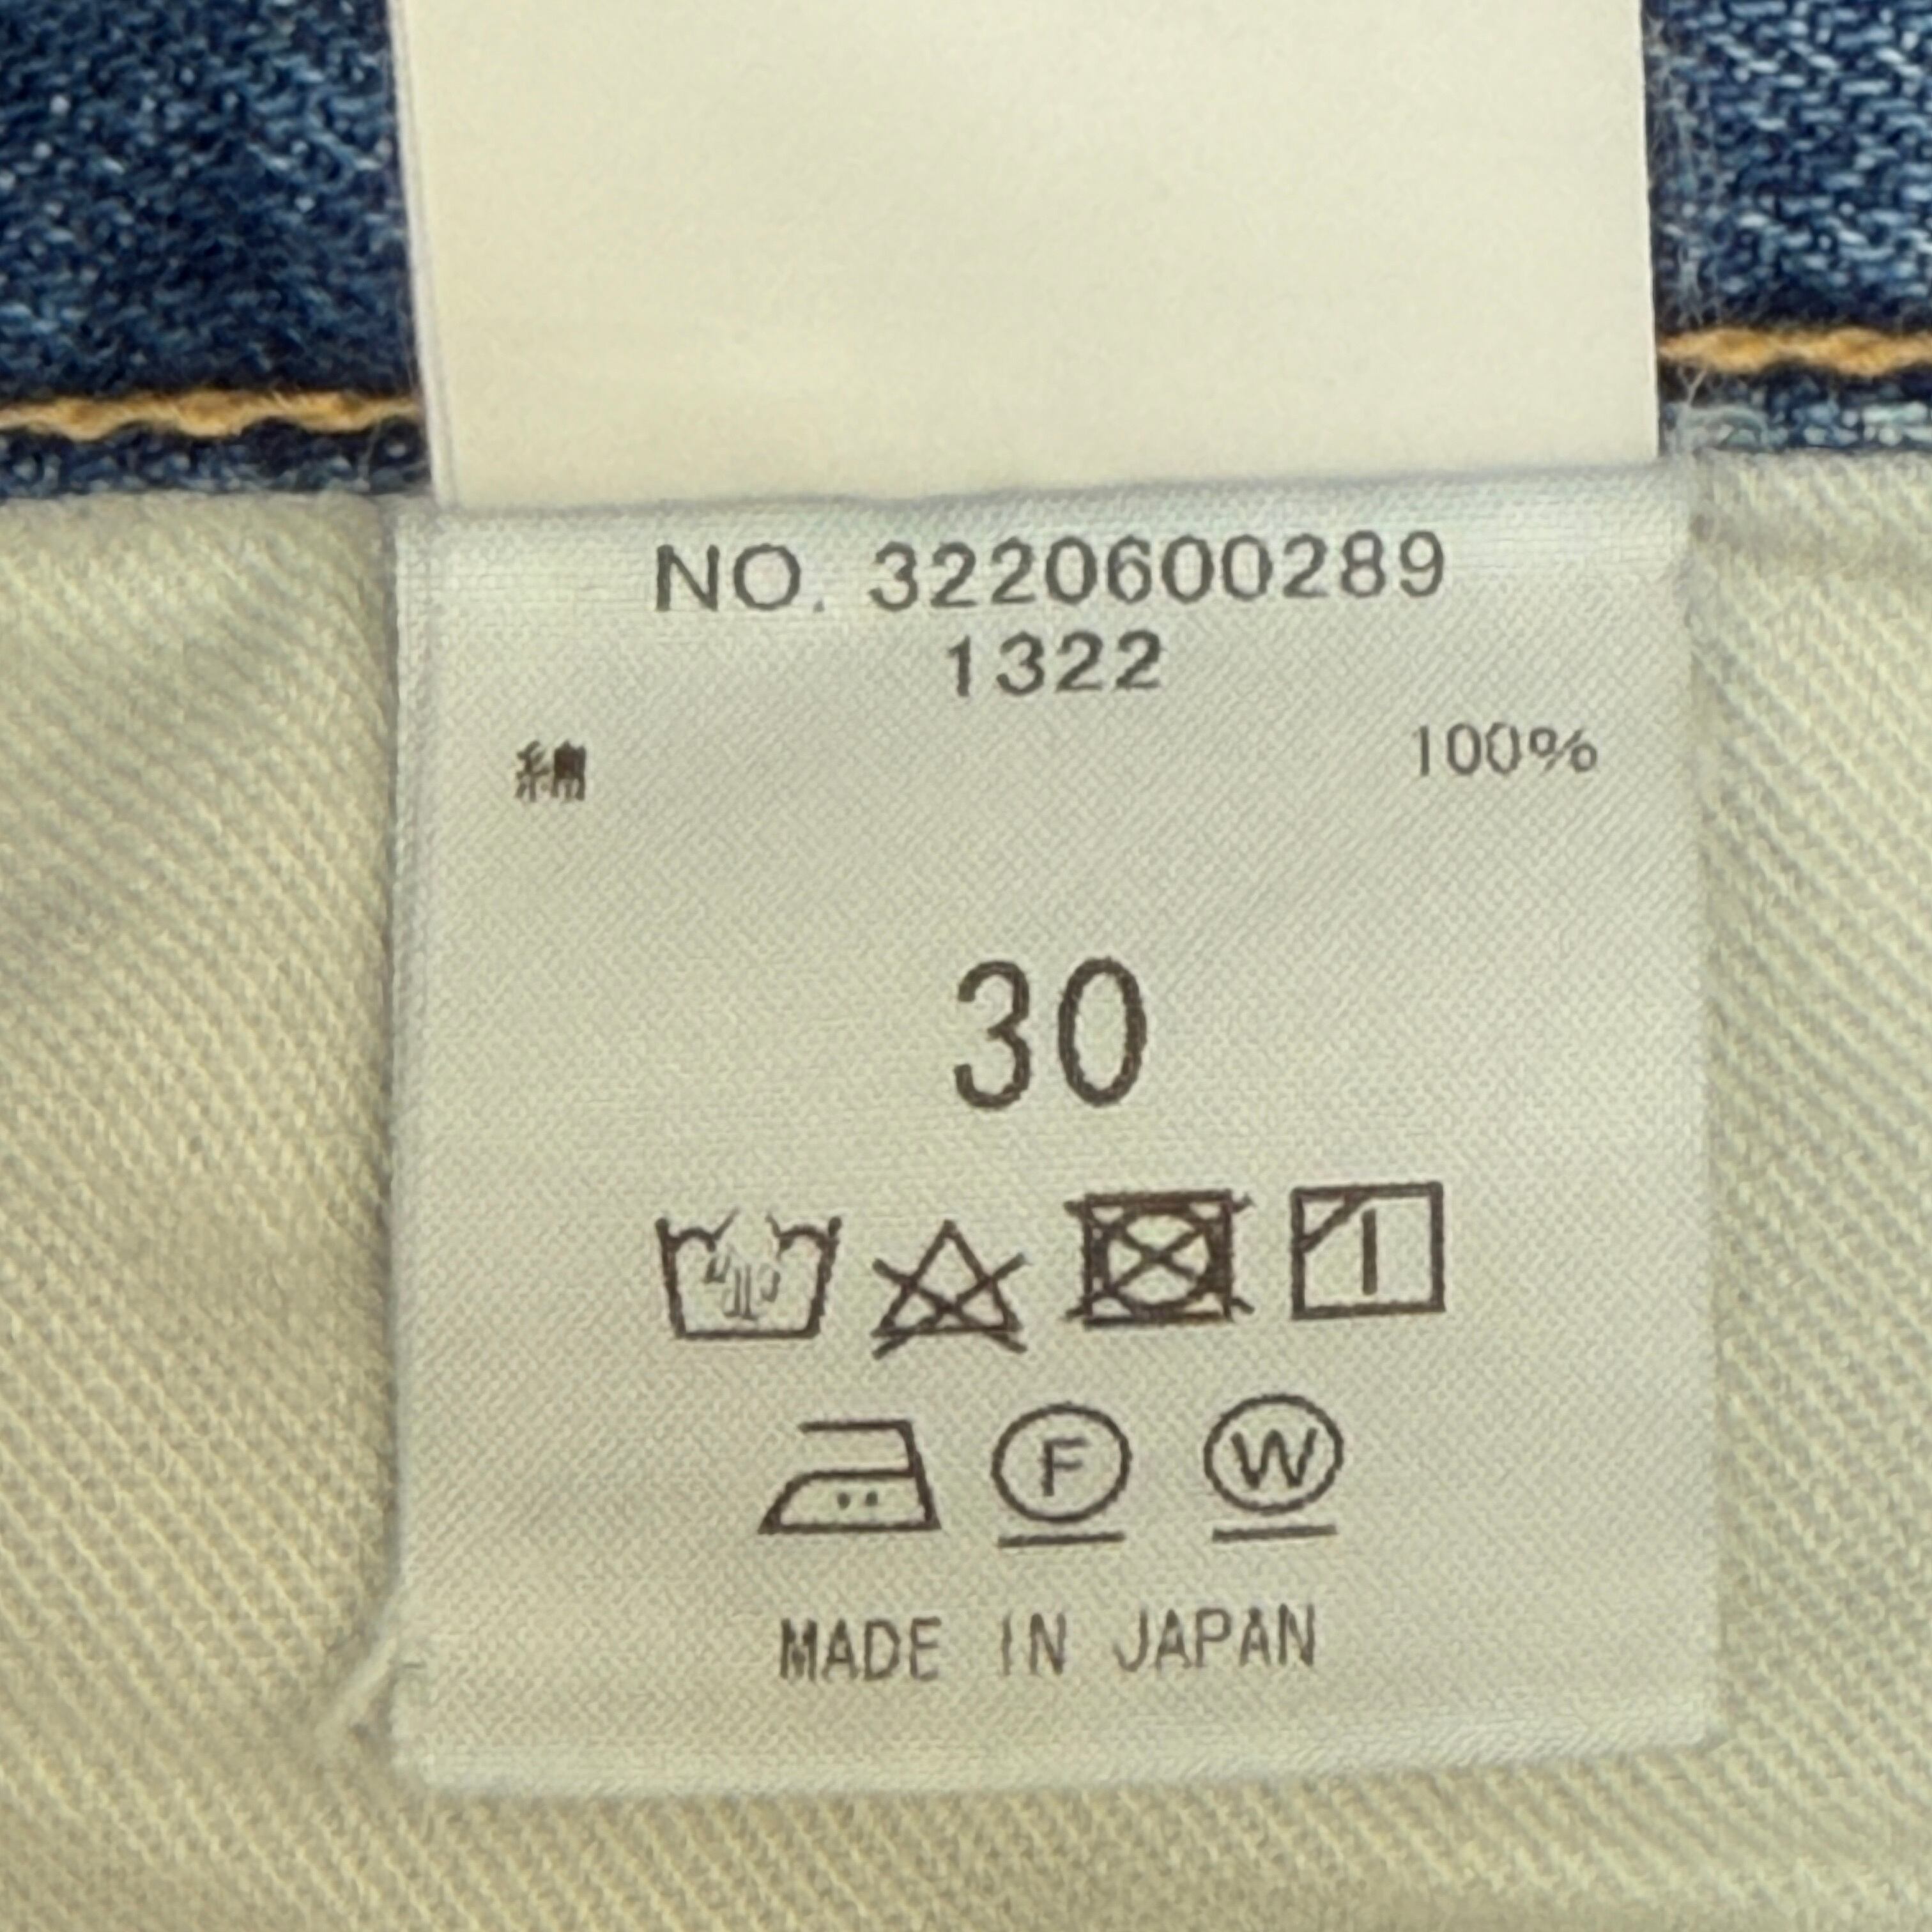 NO. 3220600289
1322
綿 100%
30
F W
MADE IN JAPAN